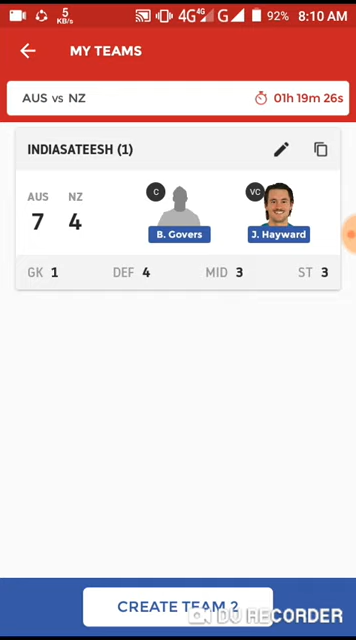 5 KB/s 4G 4G G 92% 8:10 AM
MY TEAMS
AUS vs NZ 01h 19m 26s
INDIASATEESH (1)
AUS NZ C VC
7 4
B. Govers J. Hayward
GK 1 DEF 4 MID 3 ST 3
CREATE TEAM 2
DU RECORDER